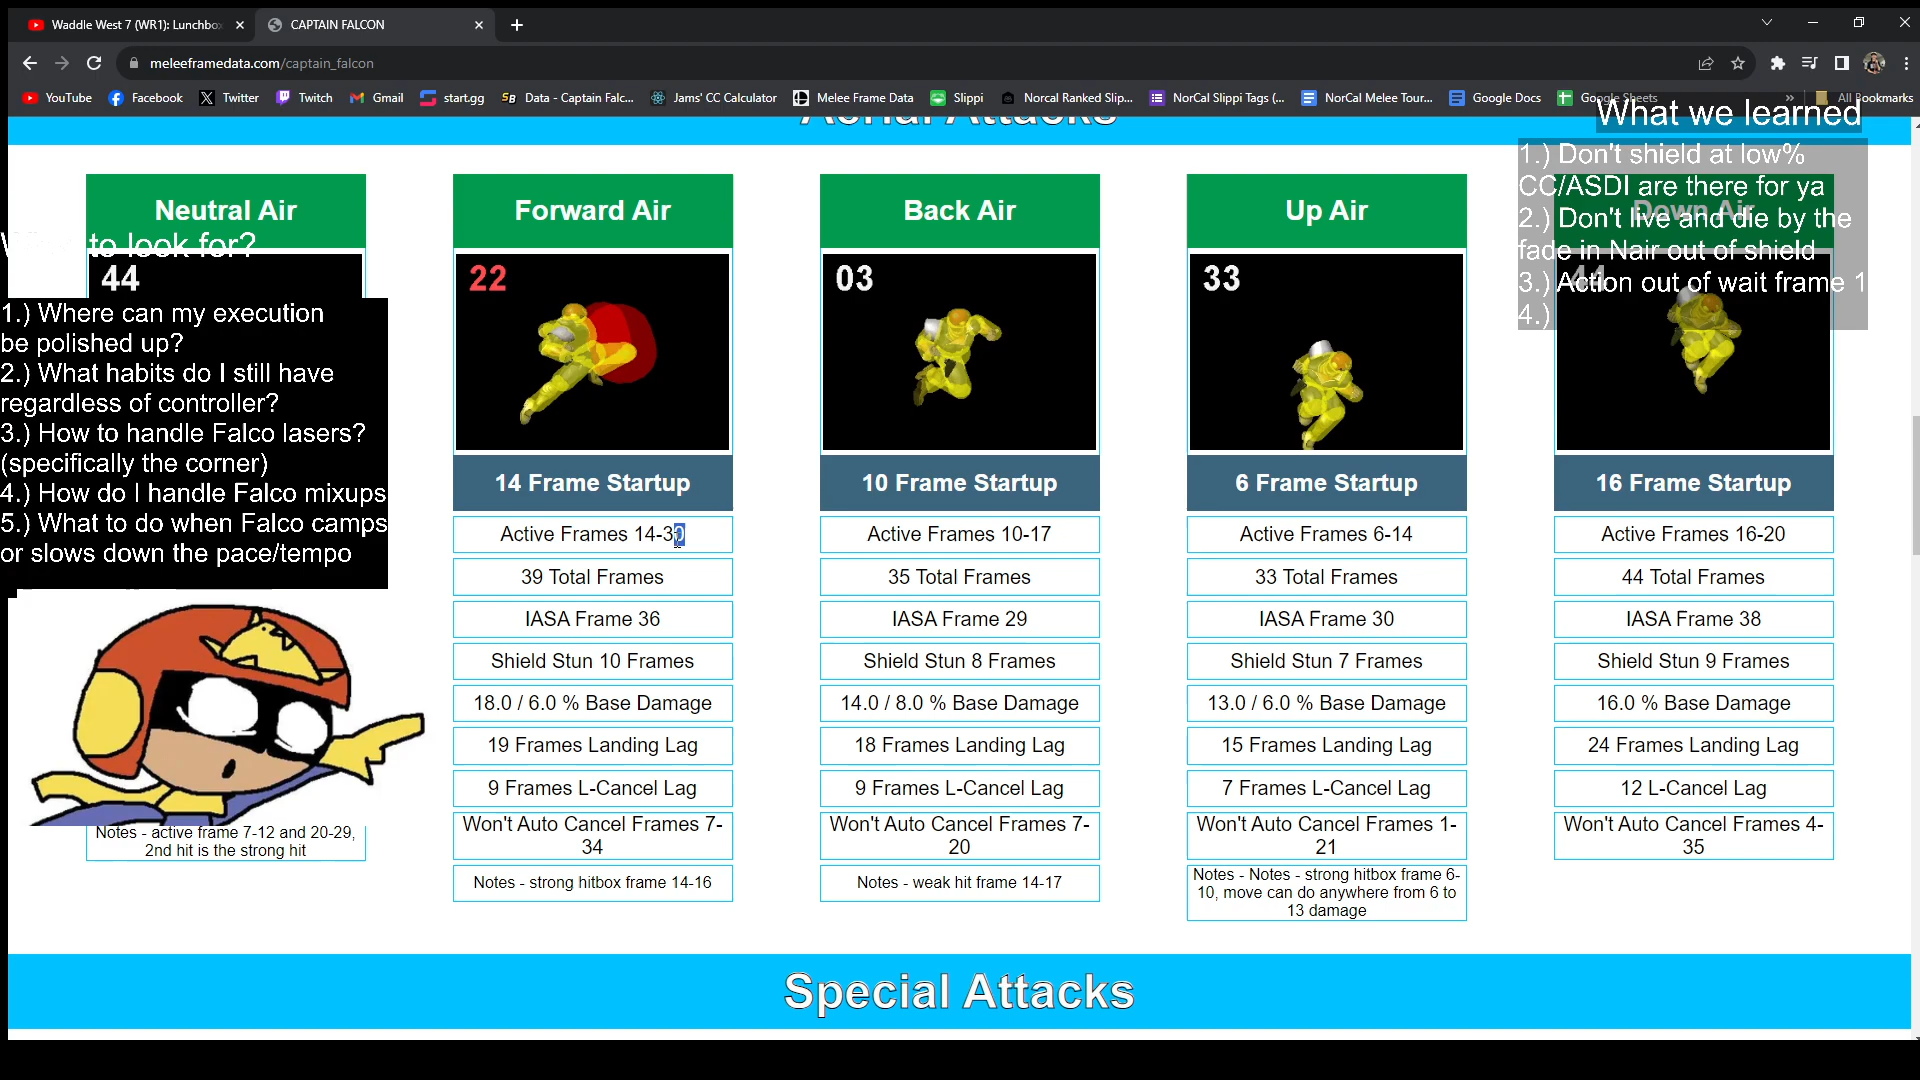 Waddle West 7 (WR1): Lunchbo
CAPTAIN FALCON
meleeframedata.com/captain_falcon
YouTube
Facebook
Twitter
Twitch
Gmail
start.gg
Data - Captain Falc...
Jams' CC Calculator
Melee Frame Data
Slippi
Norcal Ranked Slip...
NorCal Slippi Tags (...
NorCal Melee Tour...
Google Docs
Google Sheets
»
All Bookmarks
Aerial Attacks
What we learned
1.) Don't shield at low%
CC/ASDI are there for ya
2.) Don't live and die by the
fade in Nair out of shield
3.) Action out of wait frame 1
4.)
to look for?
1.) Where can my execution
be polished up?
2.) What habits do I still have
regardless of controller?
3.) How to handle Falco lasers?
(specifically the corner)
4.) How do I handle Falco mixups
5.) What to do when Falco camps
or slows down the pace/tempo
Neutral Air
44
Notes - active frame 7-12 and 20-29,
2nd hit is the strong hit
Forward Air
22
14 Frame Startup
Active Frames 14-30
39 Total Frames
IASA Frame 36
Shield Stun 10 Frames
18.0 / 6.0 % Base Damage
19 Frames Landing Lag
9 Frames L-Cancel Lag
Won't Auto Cancel Frames 7-
34
Notes - strong hitbox frame 14-16
Back Air
03
10 Frame Startup
Active Frames 10-17
35 Total Frames
IASA Frame 29
Shield Stun 8 Frames
14.0 / 8.0 % Base Damage
18 Frames Landing Lag
9 Frames L-Cancel Lag
Won't Auto Cancel Frames 7-
20
Notes - weak hit frame 14-17
Up Air
33
6 Frame Startup
Active Frames 6-14
33 Total Frames
IASA Frame 30
Shield Stun 7 Frames
13.0 / 6.0 % Base Damage
15 Frames Landing Lag
7 Frames L-Cancel Lag
Won't Auto Cancel Frames 1-
21
Notes - Notes - strong hitbox frame 6-
10, move can do anywhere from 6 to
13 damage
Down Air
44
16 Frame Startup
Active Frames 16-20
44 Total Frames
IASA Frame 38
Shield Stun 9 Frames
16.0 % Base Damage
24 Frames Landing Lag
12 L-Cancel Lag
Won't Auto Cancel Frames 4-
35
Special Attacks